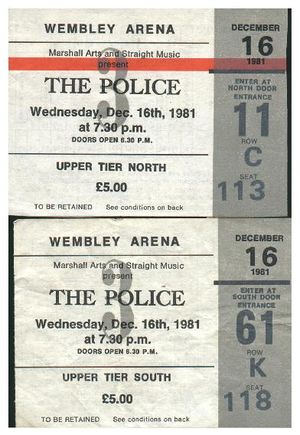 WEMBLEY ARENA
Marshall Arts and Straight Music
present
3
THE POLICE
Wednesday, Dec. 16th, 1981
at 7.30 p.m.
DOORS OPEN 6.30 P.M.
UPPER TIER NORTH
£5.00
TO BE RETAINED See conditions on back
DECEMBER
16
1981
ENTER AT
NORTH DOOR
ENTRANCE
11
ROW
C
SEAT
113
WEMBLEY ARENA
Marshall Arts and Straight Music
present
3
THE POLICE
Wednesday, Dec. 16th, 1981
at 7.30 p.m.
DOORS OPEN 6.30 P.M.
UPPER TIER SOUTH
£5.00
TO BE RETAINED See conditions on back
DECEMBER
16
1981
ENTER AT
SOUTH DOOR
ENTRANCE
61
ROW
K
SEAT
118